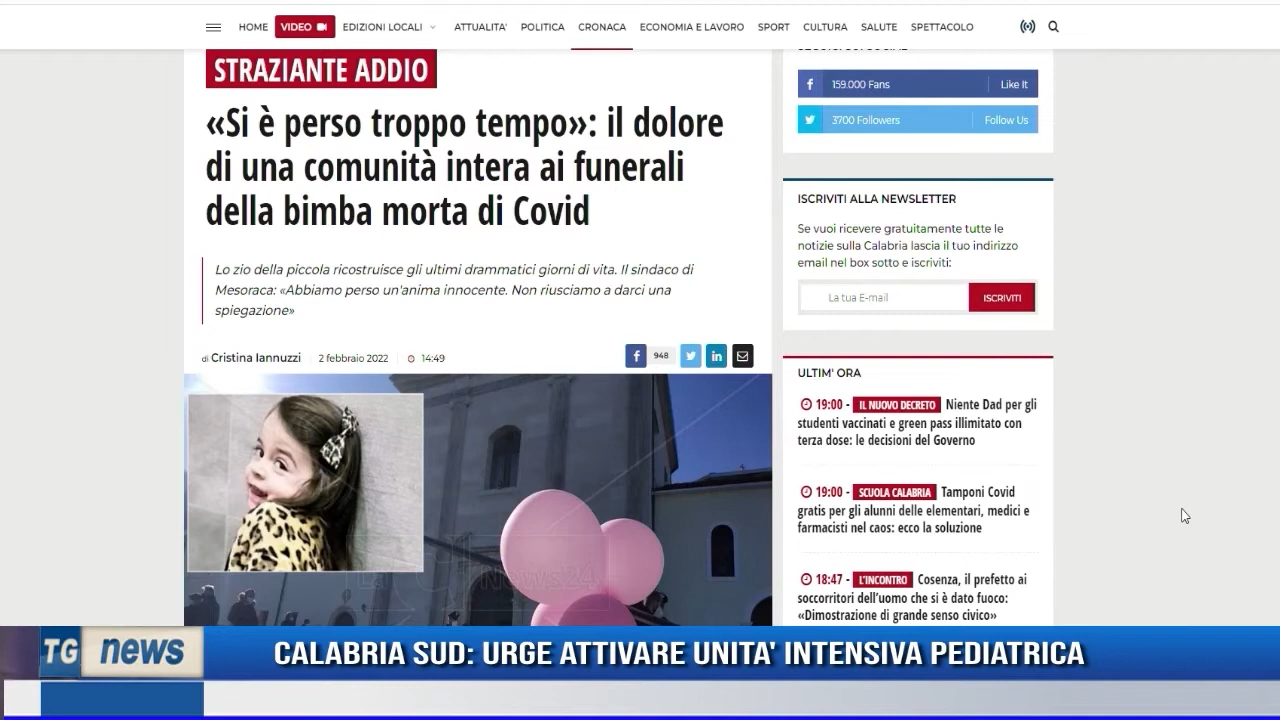 HOME
VIDEO
EDIZIONI LOCALI
ATTUALITA'
POLITICA
CRONACA
ECONOMIA E LAVORO
SPORT
CULTURA
SALUTE
SPETTACOLO
STRAZIANTE ADDIO
«Si è perso troppo tempo»: il dolore
di una comunità intera ai funerali
della bimba morta di Covid
Lo zio della piccola ricostruisce gli ultimi drammatici giorni di vita. Il sindaco di
Mesoraca: «Abbiamo perso un'anima innocente. Non riusciamo a darci una
spiegazione»
di Cristina Iannuzzi 2 febbraio 2022 14:49
948
News24
159.000 Fans Like It
3700 Followers Follow Us
ISCRIVITI ALLA NEWSLETTER
Se vuoi ricevere gratuitamente tutte le
notizie sulla Calabria lascia il tuo indirizzo
email nel box sotto e iscriviti:
La tua E-mail ISCRIVITI
ULTIM' ORA
19:00 - IL NUOVO DECRETO Niente Dad per gli
studenti vaccinati e green pass illimitato con
terza dose: le decisioni del Governo
19:00 - SCUOLA CALABRIA Tamponi Covid
gratis per gli alunni delle elementari, medici e
farmacisti nel caos: ecco la soluzione
18:47 - L'INCONTRO Cosenza, il prefetto ai
soccorritori dell'uomo che si è dato fuoco:
«Dimostrazione di grande senso civico»
TG news
CALABRIA SUD: URGE ATTIVARE UNITA' INTENSIVA PEDIATRICA